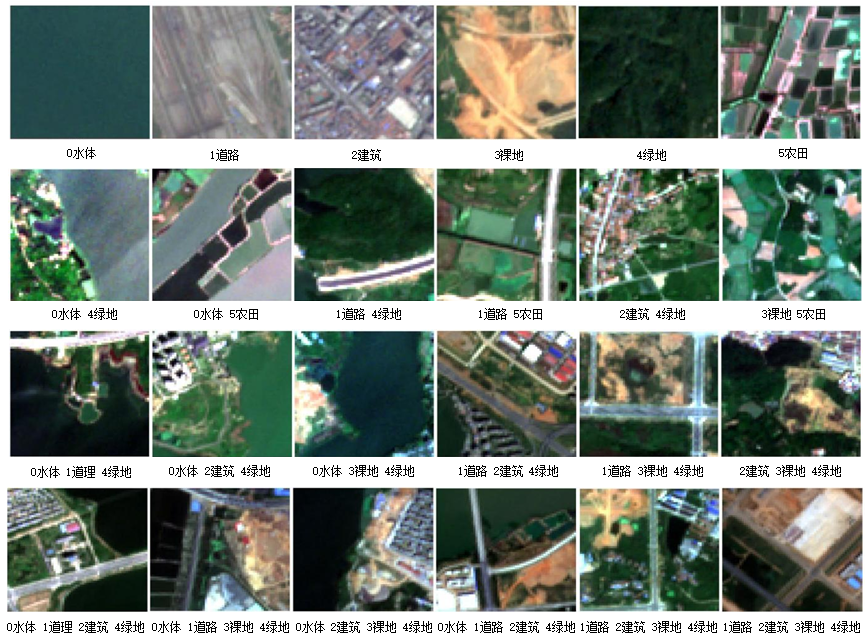 0水体 1道路 2建筑 3裸地 4绿地 5农田
0水体 4绿地 0水体 5农田 1道路 4绿地 1道路 5农田 2建筑 4绿地 3裸地 5农田
0水体 1道理 4绿地 0水体 2建筑 4绿地 0水体 3裸地 4绿地 1道路 2建筑 4绿地 1道路 3裸地 4绿地 2建筑 3裸地 4绿地
0水体 1道理 2建筑 4绿地 0水体 1道路 3裸地 4绿地 0水体 2建筑 3裸地 4绿地 0水体 1道路 2建筑 4绿地 1道路 2建筑 3裸地 4绿地 1道路 2建筑 3裸地 4绿地